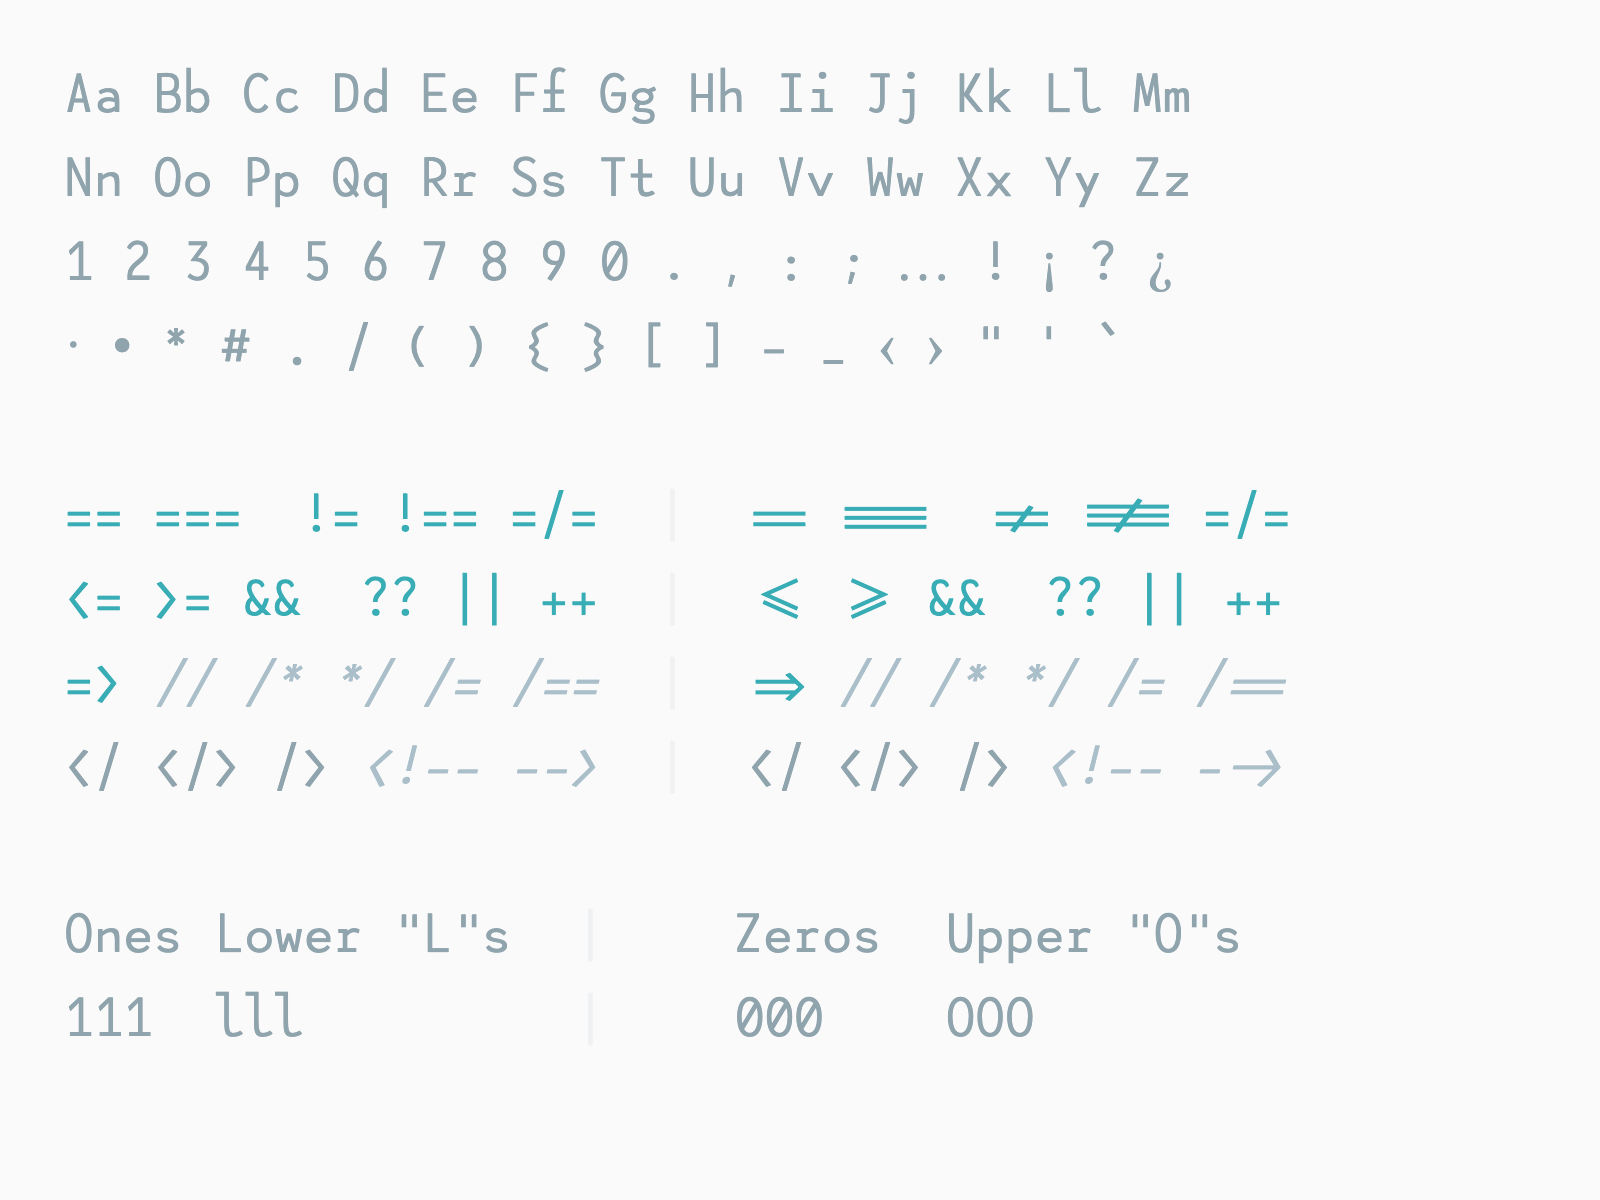 Aa Bb Cc Dd Ee Ff Gg Hh Ii Jj Kk Ll Mm
Nn Oo Pp Qq Rr Ss Tt Uu Vv Ww Xx Yy Zz
1 2 3 4 5 6 7 8 9 0 . , : ; … ! ¡ ? ¿
· • * # . / ( ) { } [ ] – _ ‹ › " ' `
== ===  != !== =/= | == ===  != !== =/=
<= >= &&  ?? || ++ | <= >= &&  ?? || ++
=> // /* */ /= /== | => // /* */ /= /==
</ </> /> <!-- --> | </ </> /> <!-- -->
Ones Lower "L"s | Zeros Upper "O"s
111 lll | 000 OOO